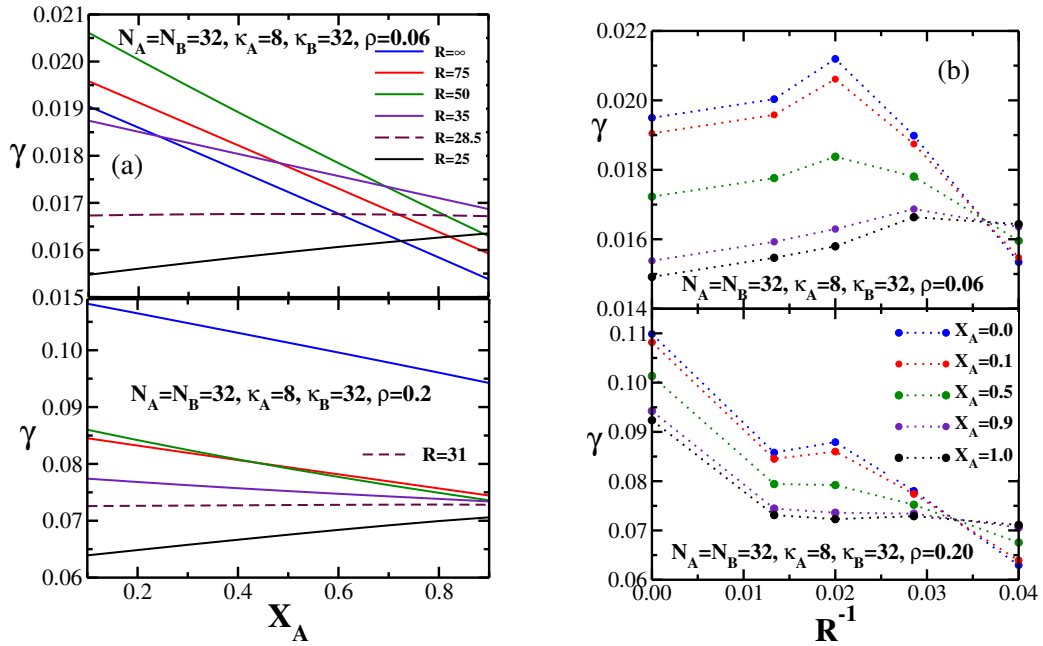 0.021
0.020
0.019
0.018
0.017
0.016
0.015
γ
N_A=N_B=32, κ_A=8, κ_B=32, ρ=0.06
R=∞
R=75
R=50
R=35
R=28.5
R=25
(a)
0.10
0.09
0.08
0.07
0.06
γ
N_A=N_B=32, κ_A=8, κ_B=32, ρ=0.2
R=31
0.2 0.4 0.6 0.8
X_A
0.022
0.020
0.018
0.016
0.014
γ
(b)
N_A=N_B=32, κ_A=8, κ_B=32, ρ=0.06
0.11
0.10
0.09
0.08
0.07
0.06
γ
X_A=0.0
X_A=0.1
X_A=0.5
X_A=0.9
X_A=1.0
N_A=N_B=32, κ_A=8, κ_B=32, ρ=0.20
0.00 0.01 0.02 0.03 0.04
R^-1